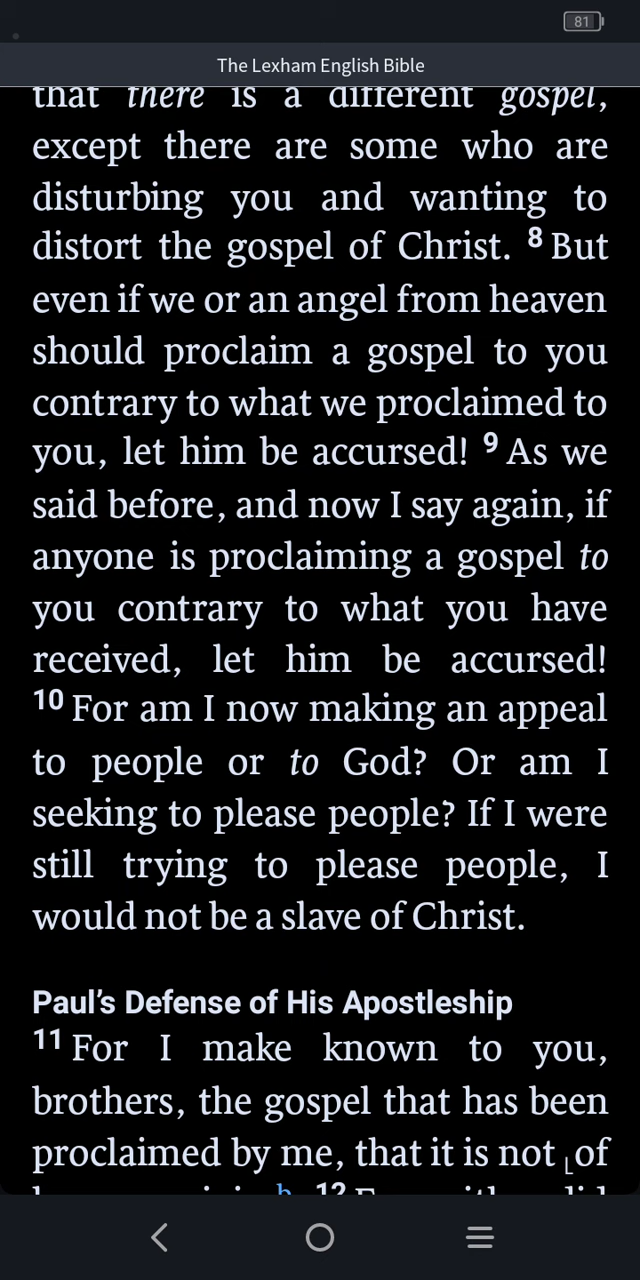 81
The Lexham English Bible
that there is a different gospel,
except there are some who are
disturbing you and wanting to
distort the gospel of Christ. 8 But
even if we or an angel from heaven
should proclaim a gospel to you
contrary to what we proclaimed to
you, let him be accursed! 9 As we
said before, and now I say again, if
anyone is proclaiming a gospel to
you contrary to what you have
received, let him be accursed!
10 For am I now making an appeal
to people or to God? Or am I
seeking to please people? If I were
still trying to please people, I
would not be a slave of Christ.
Paul’s Defense of His Apostleship
11 For I make known to you,
brothers, the gospel that has been
proclaimed by me, that it is not ⌊of
b 12